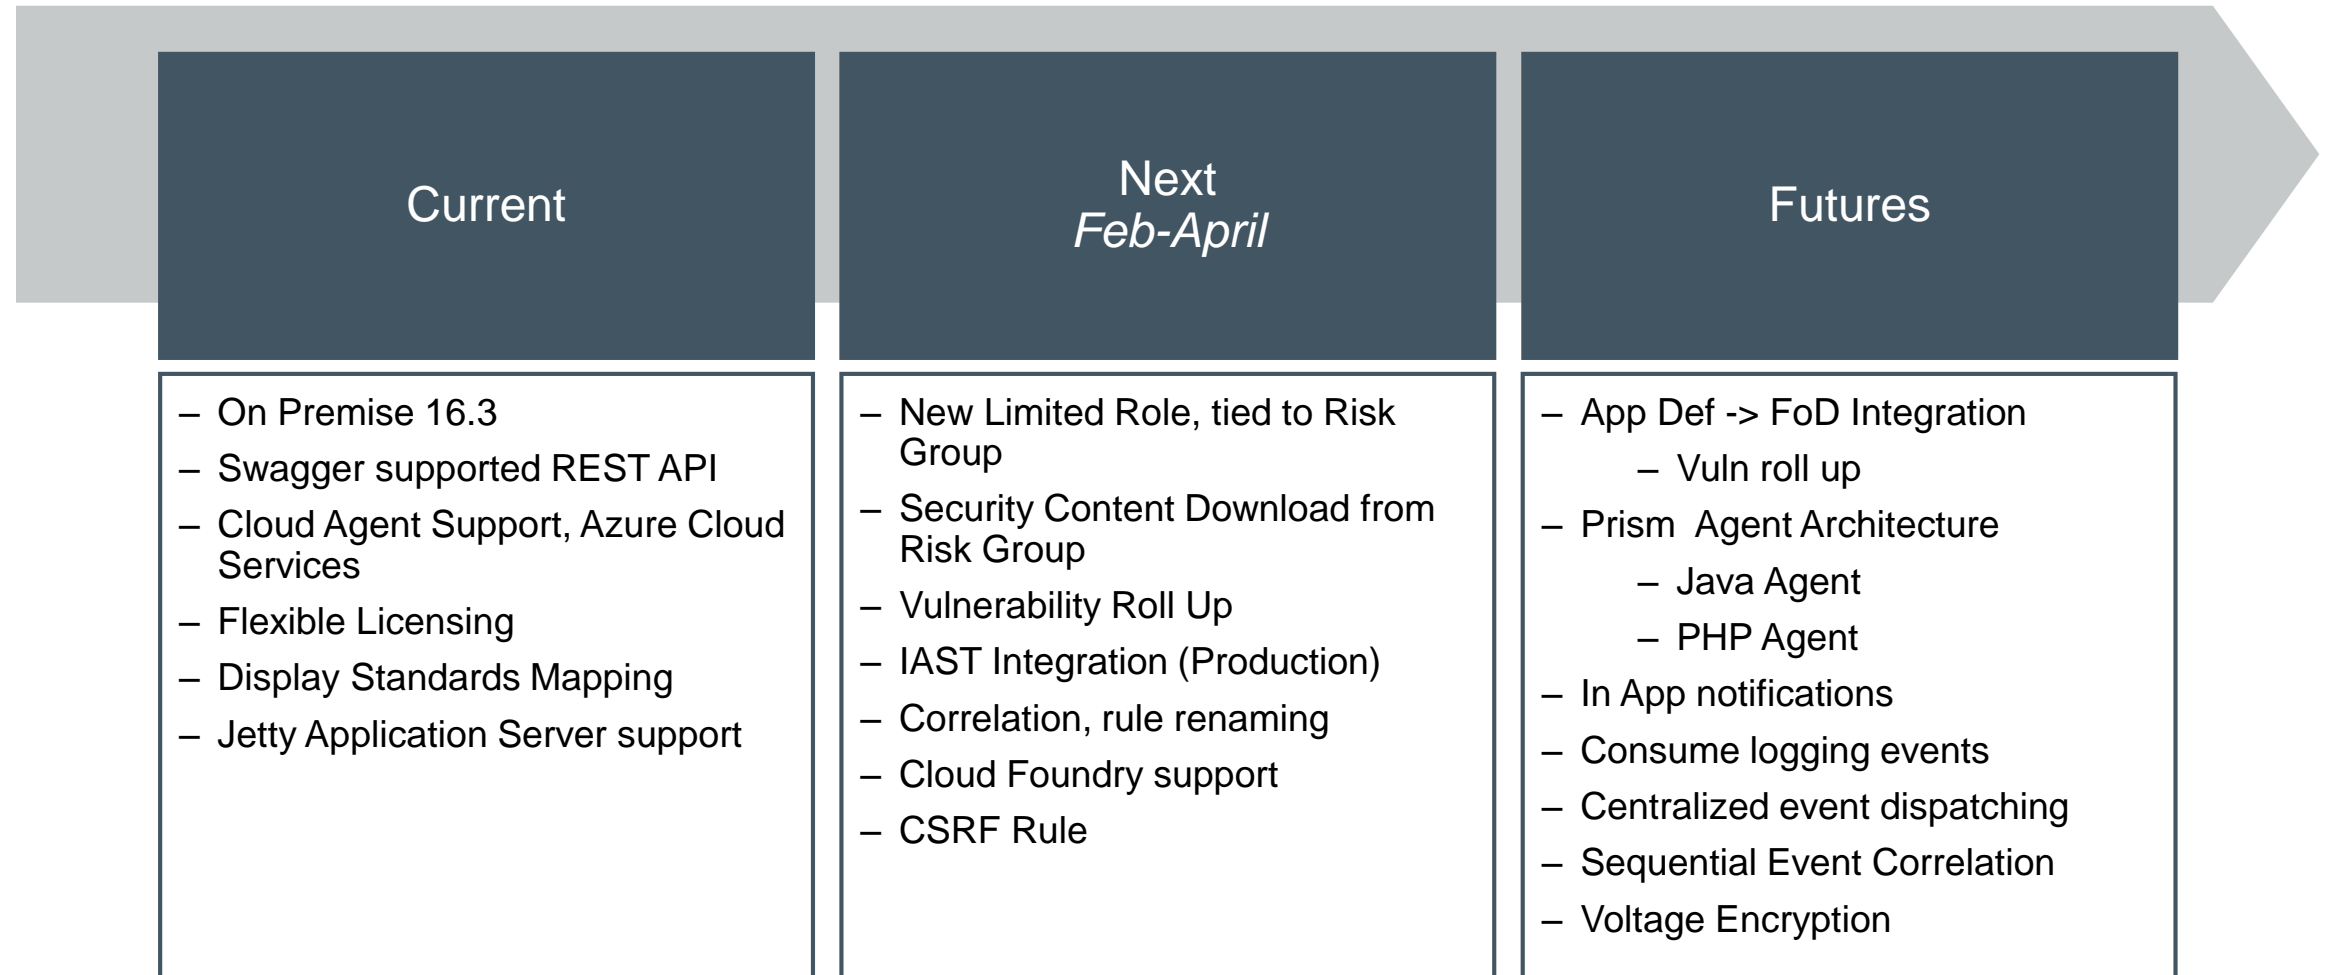 Current
Next
Feb-April
Futures
– On Premise 16.3
– Swagger supported REST API
– Cloud Agent Support, Azure Cloud
Services
– Flexible Licensing
– Display Standards Mapping
– Jetty Application Server support
– New Limited Role, tied to Risk
Group
– Security Content Download from
Risk Group
– Vulnerability Roll Up
– IAST Integration (Production)
– Correlation, rule renaming
– Cloud Foundry support
– CSRF Rule
– App Def -> FoD Integration
– Vuln roll up
– Prism  Agent Architecture
– Java Agent
– PHP Agent
– In App notifications
– Consume logging events
– Centralized event dispatching
– Sequential Event Correlation
– Voltage Encryption